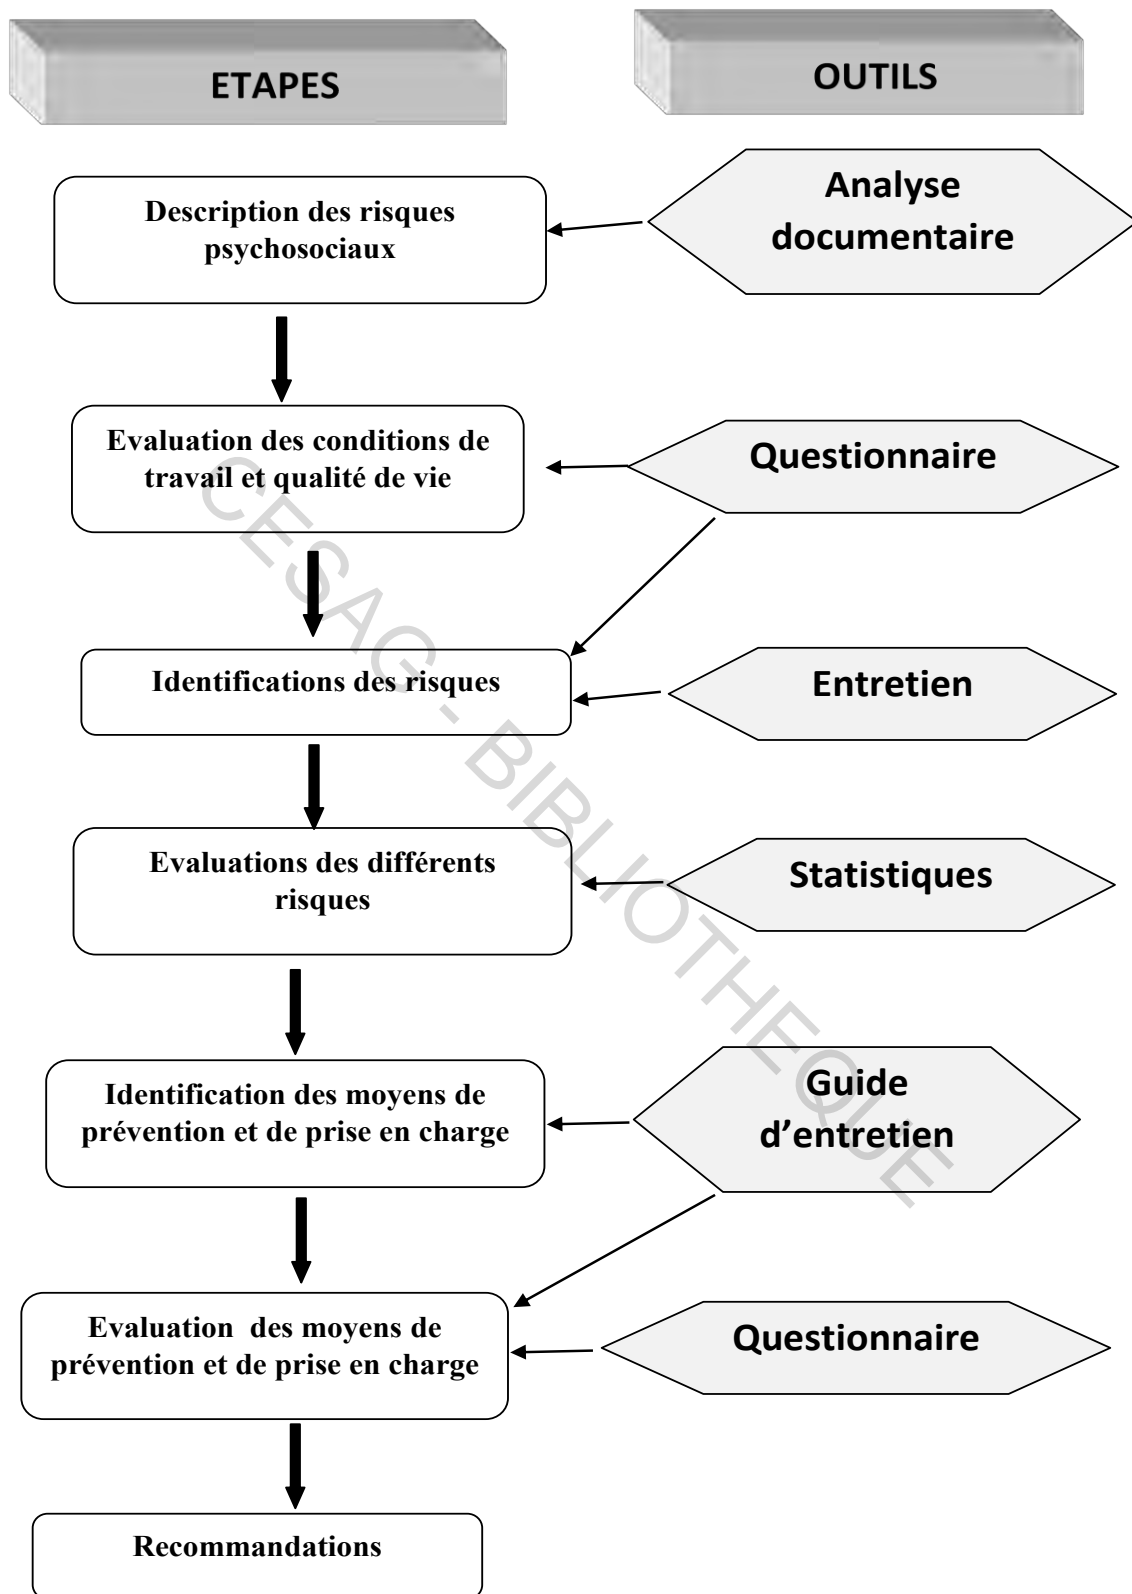 ETAPES
OUTILS
Description des risques
psychosociaux
Analyse
documentaire
Evaluation des conditions de
travail et qualité de vie
Questionnaire
Identifications des risques
Entretien
Evaluations des différents
risques
Statistiques
Identification des moyens de
prévention et de prise en charge
Guide
d’entretien
Evaluation  des moyens de
prévention et de prise en charge
Questionnaire
Recommandations
CESAG - BIBLIOTHEQUE